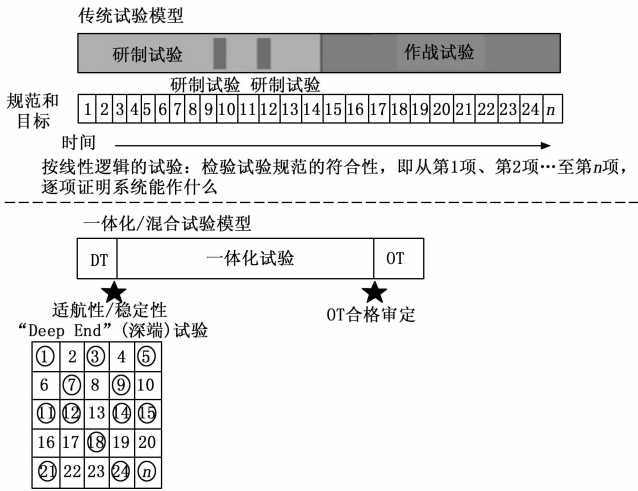 传统试验模型
研制试验
作战试验
研制试验 研制试验
规范和
目标
1 2 3 4 5 6 7 8 9 10 11 12 13 14 15 16 17 18 19 20 21 22 23 24 n
时间
按线性逻辑的试验：检验试验规范的符合性，即从第1项、第2项…至第n项，
逐项证明系统能作什么
一体化/混合试验模型
DT 一体化试验 OT
适航性/稳定性
“Deep End”(深端)试验
OT合格审定
1 2 3 4 5
6 7 8 9 10
11 12 13 14 15
16 17 18 19 20
21 22 23 24 n